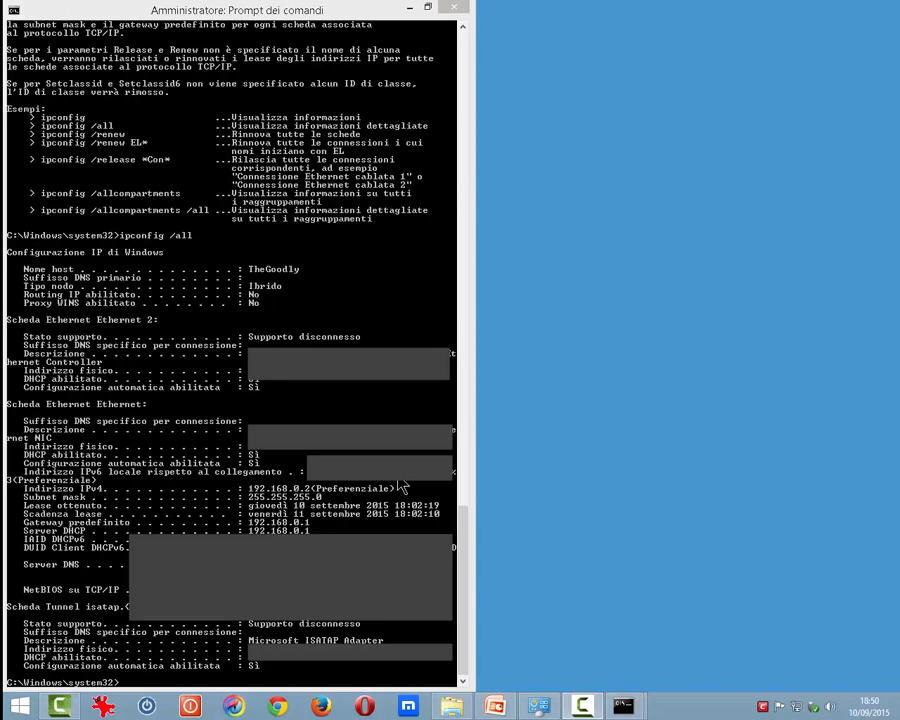 Amministratore: Prompt dei comandi
la subnet mask e il gateway predefinito per ogni scheda associata
al protocollo TCP/IP.
Se per i parametri Release e Renew non è specificato il nome di alcuna
scheda, verranno rilasciati o rinnovati i lease degli indirizzi IP per tutte
le schede associate al protocollo TCP/IP.
Se per Setclassid e Setclassid6 non viene specificato alcun ID di classe,
l'ID di classe verrà rimosso.
Esempi:
> ipconfig ...Visualizza informazioni
> ipconfig /all ...Visualizza informazioni dettagliate
> ipconfig /renew ...Rinnova tutte le schede
> ipconfig /renew EL* ...Rinnova tutte le connessioni i cui
nomi iniziano con EL
> ipconfig /release *Con* ...Rilascia tutte le connessioni
corrispondenti, ad esempio
"Connessione Ethernet cablata 1" o
"Connessione Ethernet cablata 2"
> ipconfig /allcompartments ...Visualizza informazioni su tutti
i raggruppamenti
> ipconfig /allcompartments /all ...Visualizza informazioni dettagliate
su tutti i raggruppamenti
C:\Windows\system32>ipconfig /all
Configurazione IP di Windows
Nome host . . . . . . . . . . . . . . : TheGoodly
Suffisso DNS primario . . . . . . . . :
Tipo nodo . . . . . . . . . . . . . . : Ibrido
Routing IP abilitato. . . . . . . . . : No
Proxy WINS abilitato . . . . . . . . : No
Scheda Ethernet Ethernet 2:
Stato supporto. . . . . . . . . . . . : Supporto disconnesso
Suffisso DNS specifico per connessione:
Descrizione . . . . . . . . . . . . . : t
hernet Controller
Indirizzo fisico. . . . . . . . . . . :
DHCP abilitato. . . . . . . . . . . . : Sì
Configurazione automatica abilitata : Sì
Scheda Ethernet Ethernet:
Suffisso DNS specifico per connessione:
Descrizione . . . . . . . . . . . . . : e
rnet NIC
Indirizzo fisico. . . . . . . . . . . :
DHCP abilitato. . . . . . . . . . . . : Sì
Configurazione automatica abilitata : Sì
Indirizzo IPv6 locale rispetto al collegamento . :
3(Preferenziale)
Indirizzo IPv4. . . . . . . . . . . . : 192.168.0.2(Preferenziale)
Subnet mask . . . . . . . . . . . . . : 255.255.255.0
Lease ottenuto. . . . . . . . . . . . : giovedì 10 settembre 2015 18:02:19
Scadenza lease . . . . . . . . . . . : venerdì 11 settembre 2015 18:02:10
Gateway predefinito . . . . . . . . . : 192.168.0.1
Server DHCP . . . . . . . . . . . . . : 192.168.0.1
IAID DHCPv6
DUID Client DHCPv6. D
Server DNS . . . .
NetBIOS su TCP/IP .
Scheda Tunnel isatap.{
Stato supporto. . . . . . . . . . . . : Supporto disconnesso
Suffisso DNS specifico per connessione:
Descrizione . . . . . . . . . . . . . : Microsoft ISATAP Adapter
Indirizzo fisico. . . . . . . . . . . :
DHCP abilitato. . . . . . . . . . . . :
Configurazione automatica abilitata : Sì
C:\Windows\system32>
18:50
10/09/2015